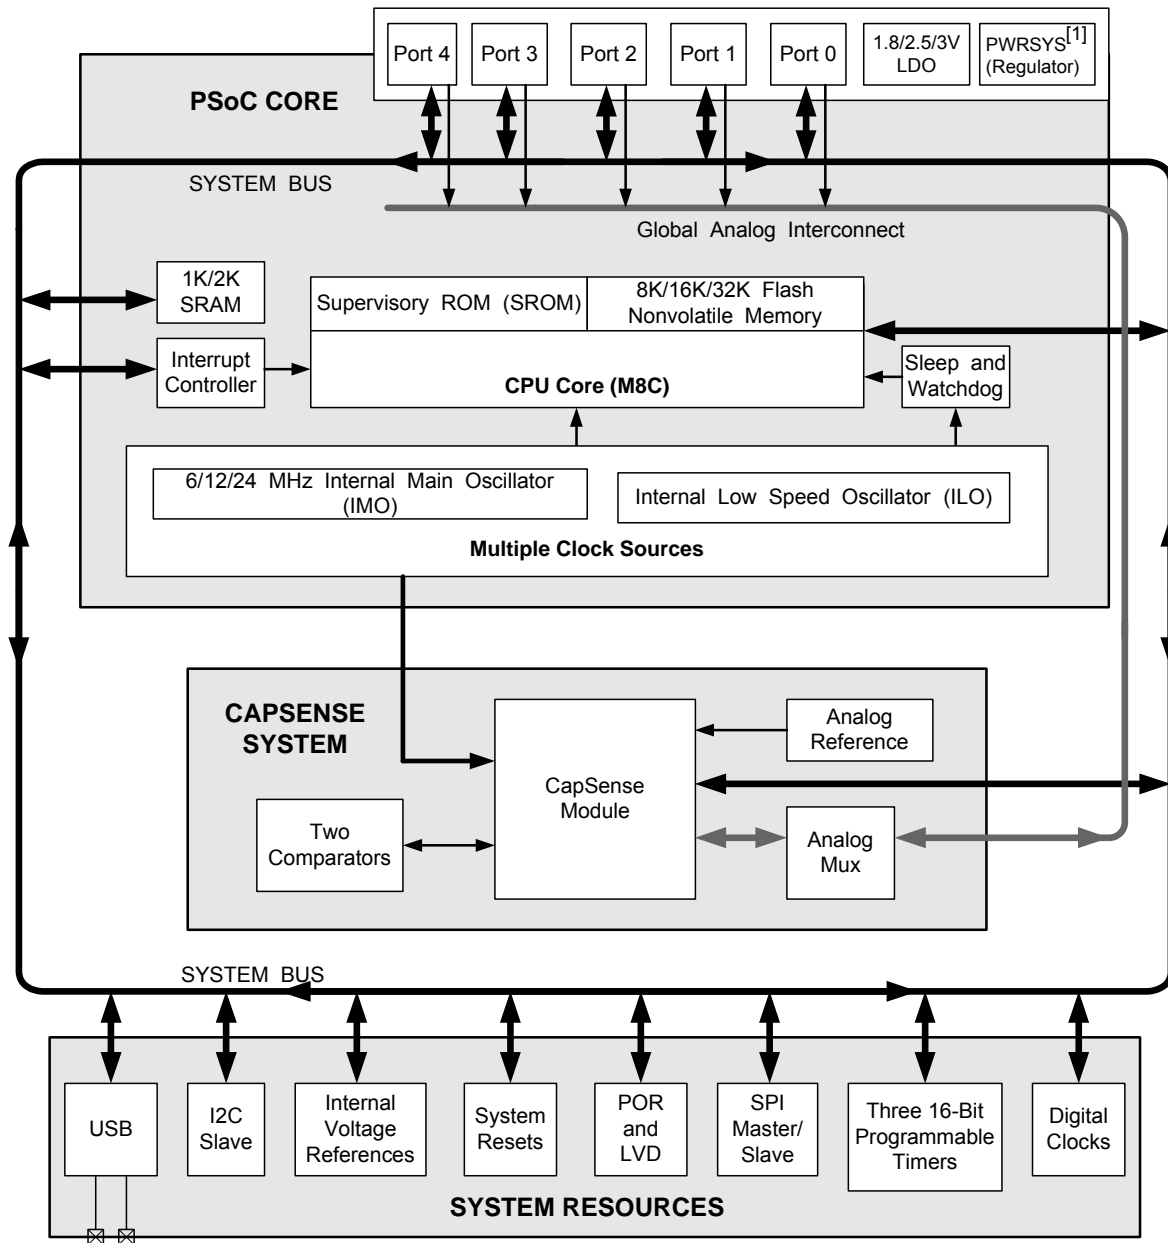 Port 4
Port 3
Port 2
Port 1
Port 0
1.8/2.5/3V
LDO
PWRSYS[1]
(Regulator)
PSoC CORE
SYSTEM BUS
Global Analog Interconnect
1K/2K
SRAM
Supervisory ROM (SROM)
8K/16K/32K Flash
Nonvolatile Memory
Interrupt
Controller
CPU Core (M8C)
Sleep and
Watchdog
6/12/24 MHz Internal Main Oscillator
(IMO)
Internal Low Speed Oscillator (ILO)
Multiple Clock Sources
CAPSENSE
SYSTEM
CapSense
Module
Analog
Reference
Two
Comparators
Analog
Mux
SYSTEM BUS
USB
I2C
Slave
Internal
Voltage
References
System
Resets
POR
and
LVD
SPI
Master/
Slave
Three 16-Bit
Programmable
Timers
Digital
Clocks
SYSTEM RESOURCES